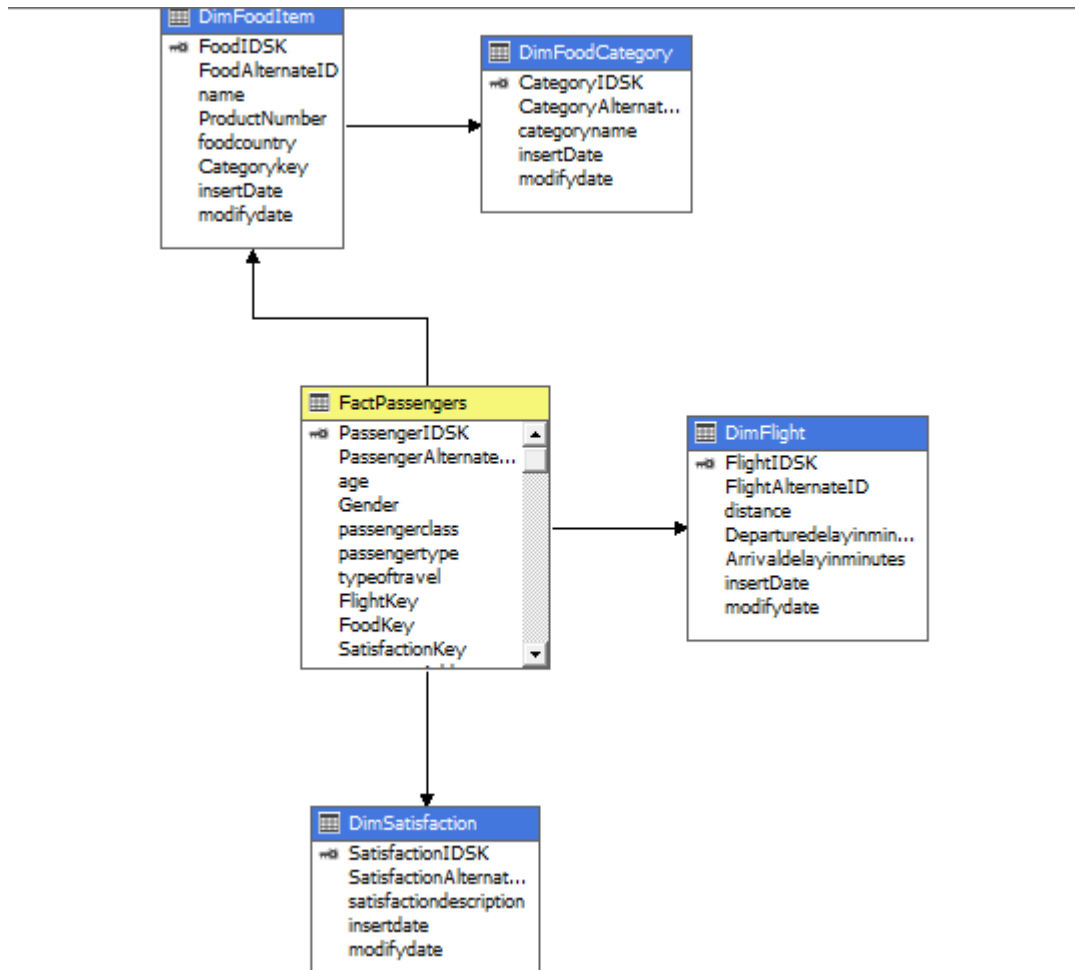 DimFoodItem
FoodIDSK
FoodAlternateID
name
ProductNumber
foodcountry
Categorykey
insertDate
modifydate
DimFoodCategory
CategoryIDSK
CategoryAlternat...
categoryname
insertDate
modifydate
FactPassengers
PassengerIDSK
PassengerAlternate...
age
Gender
passengerclass
passengertype
typeoftravel
FlightKey
FoodKey
SatisfactionKey
DimFlight
FlightIDSK
FlightAlternateID
distance
Departuredelayinmin...
Arrivaldelayinminutes
insertDate
modifydate
DimSatisfaction
SatisfactionIDSK
SatisfactionAlternat...
satisfactiondescription
insertdate
modifydate